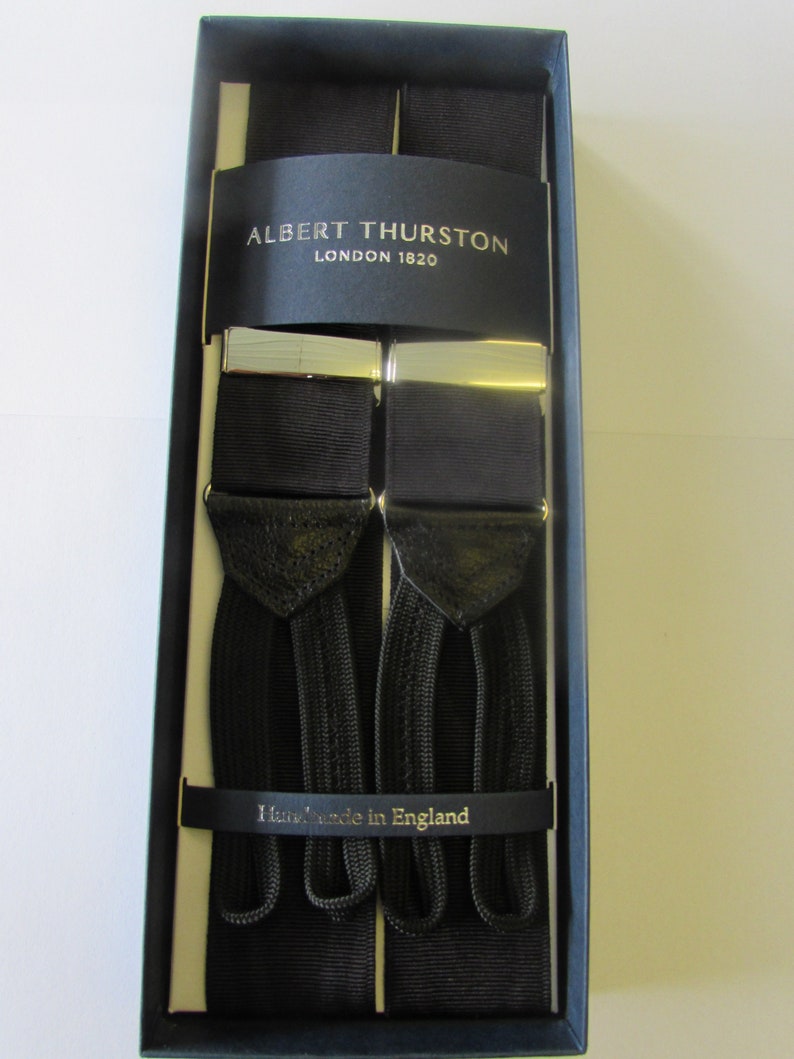 ALBERT THURSTON
LONDON 1820
Handmade in England